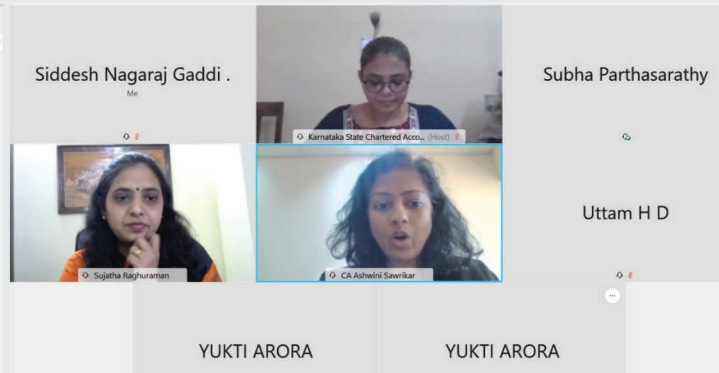 Siddesh Nagaraj Gaddi .
Me
Karnataka State Chartered Acco... (Host)
Subha Parthasarathy
Sujatha Raghuraman
CA Ashwini Sawrikar
Uttam H D
YUKTI ARORA
YUKTI ARORA